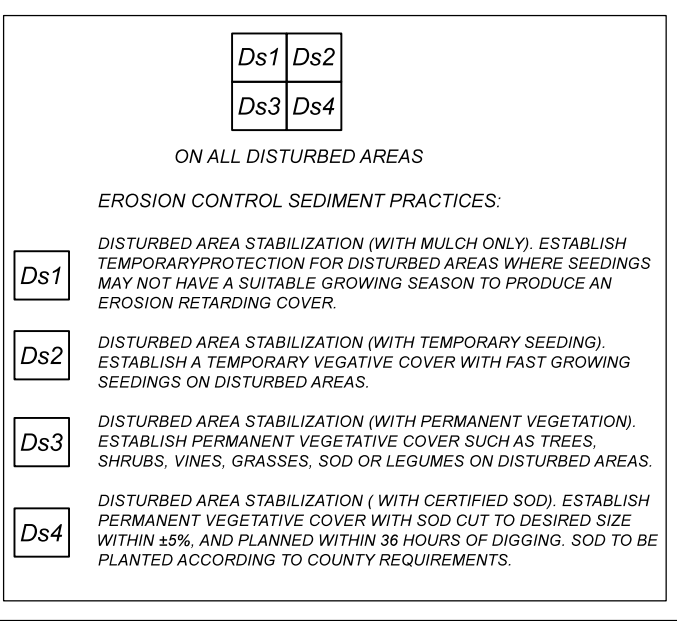 Ds1 Ds2
Ds3 Ds4
ON ALL DISTURBED AREAS
EROSION CONTROL SEDIMENT PRACTICES:
Ds1
DISTURBED AREA STABILIZATION (WITH MULCH ONLY). ESTABLISH
TEMPORARYPROTECTION FOR DISTURBED AREAS WHERE SEEDINGS
MAY NOT HAVE A SUITABLE GROWING SEASON TO PRODUCE AN
EROSION RETARDING COVER.
Ds2
DISTURBED AREA STABILIZATION (WITH TEMPORARY SEEDING).
ESTABLISH A TEMPORARY VEGATIVE COVER WITH FAST GROWING
SEEDINGS ON DISTURBED AREAS.
Ds3
DISTURBED AREA STABILIZATION (WITH PERMANENT VEGETATION).
ESTABLISH PERMANENT VEGETATIVE COVER SUCH AS TREES,
SHRUBS, VINES, GRASSES, SOD OR LEGUMES ON DISTURBED AREAS.
Ds4
DISTURBED AREA STABILIZATION ( WITH CERTIFIED SOD). ESTABLISH
PERMANENT VEGETATIVE COVER WITH SOD CUT TO DESIRED SIZE
WITHIN ±5%, AND PLANNED WITHIN 36 HOURS OF DIGGING. SOD TO BE
PLANTED ACCORDING TO COUNTY REQUIREMENTS.